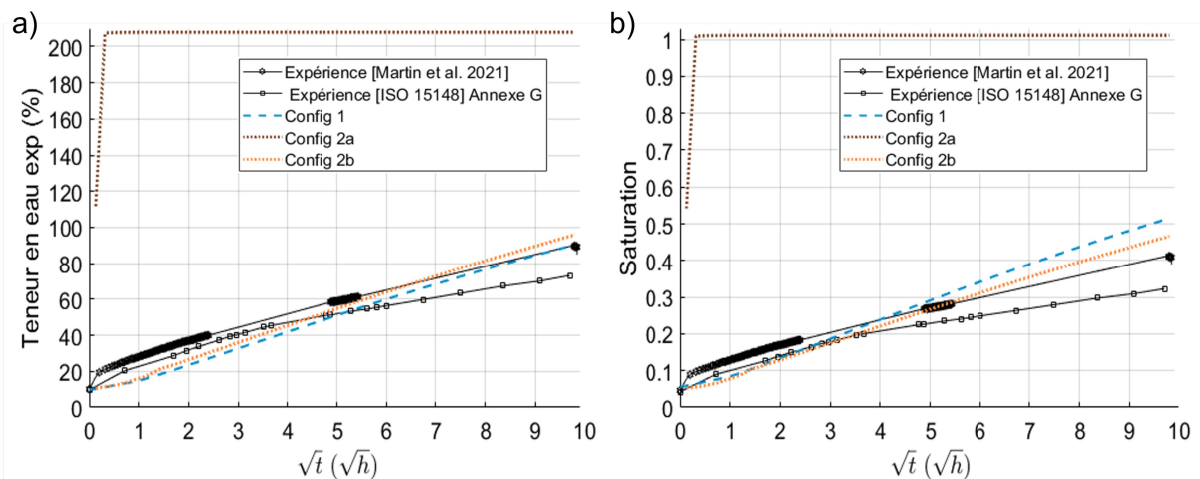 a)
Teneur en eau exp (%)
200
180
160
140
120
100
80
60
40
20
0
Expérience [Martin et al. 2021]
Expérience [ISO 15148] Annexe G
Config 1
Config 2a
Config 2b
0 1 2 3 4 5 6 7 8 9 10
√t (√h)
b)
Saturation
1
0.9
0.8
0.7
0.6
0.5
0.4
0.3
0.2
0.1
0
Expérience [Martin et al. 2021]
Expérience [ISO 15148] Annexe G
Config 1
Config 2a
Config 2b
0 1 2 3 4 5 6 7 8 9 10
√t (√h)